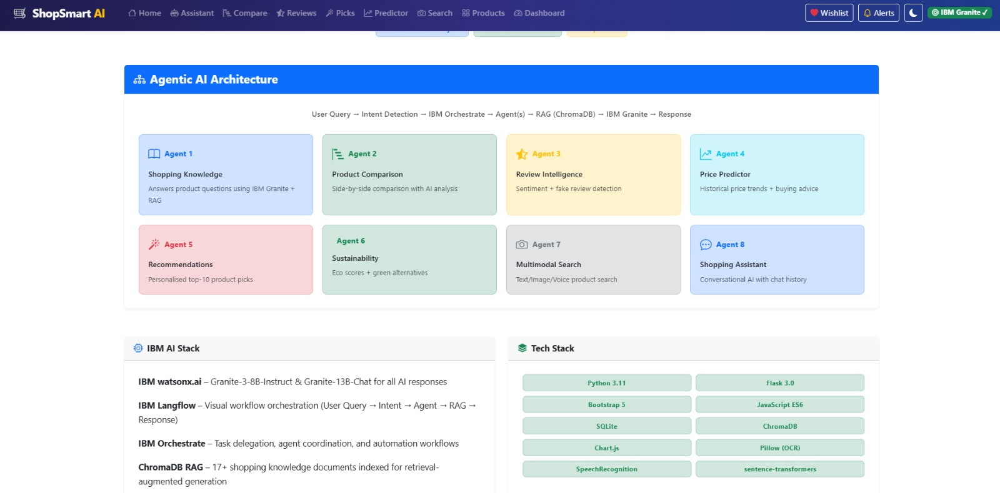 ShopSmart AI
Home Assistant Compare Reviews Picks Predictor Search Products Dashboard
Wishlist Alerts IBM Granite ✓
Agentic AI Architecture
User Query → Intent Detection → IBM Orchestrate → Agent(s) → RAG (ChromaDB) → IBM Granite → Response
Agent 1
Shopping Knowledge
Answers product questions using IBM Granite +
RAG
Agent 2
Product Comparison
Side-by-side comparison with AI analysis
Agent 3
Review Intelligence
Sentiment + fake review detection
Agent 4
Price Predictor
Historical price trends + buying advice
Agent 5
Recommendations
Personalised top-10 product picks
Agent 6
Sustainability
Eco scores + green alternatives
Agent 7
Multimodal Search
Text/Image/Voice product search
Agent 8
Shopping Assistant
Conversational AI with chat history
IBM AI Stack
IBM watsonx.ai – Granite-3-8B-Instruct & Granite-13B-Chat for all AI responses
IBM Langflow – Visual workflow orchestration (User Query → Intent → Agent → RAG →
Response)
IBM Orchestrate – Task delegation, agent coordination, and automation workflows
ChromaDB RAG – 17+ shopping knowledge documents indexed for retrieval-
augmented generation
Tech Stack
Python 3.11
Flask 3.0
Bootstrap 5
JavaScript ES6
SQLite
ChromaDB
Chart.js
Pillow (OCR)
SpeechRecognition
sentence-transformers